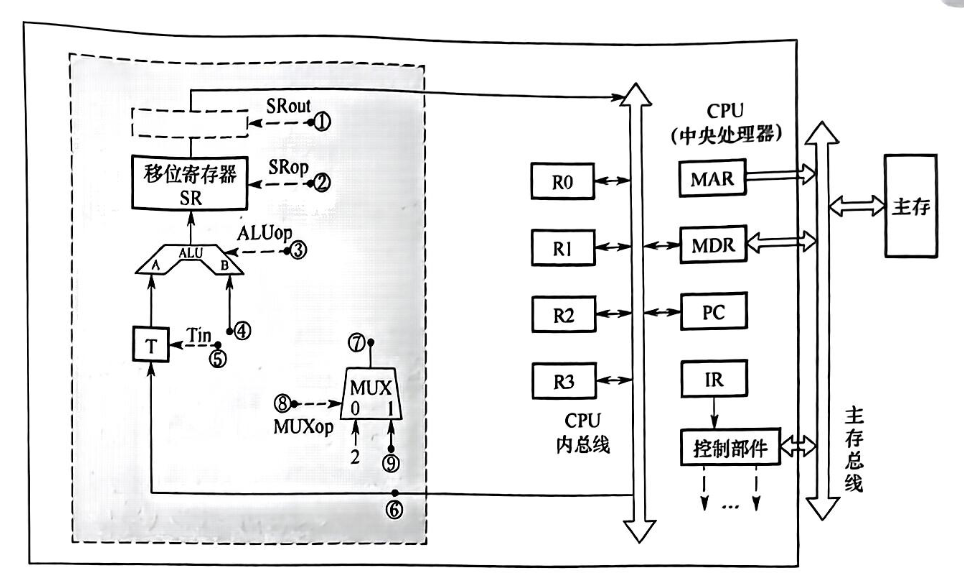 SRout
①
移位寄存器
SR
SRop
②
ALUop
③
ALU
A
B
④
T
Tin
⑤
⑦
MUX
0 1
⑧
MUXop
2
⑨
⑥
R0
R1
R2
R3
CPU
内总线
CPU
(中央处理器)
MAR
MDR
PC
IR
控制部件
...
主存
主存总线